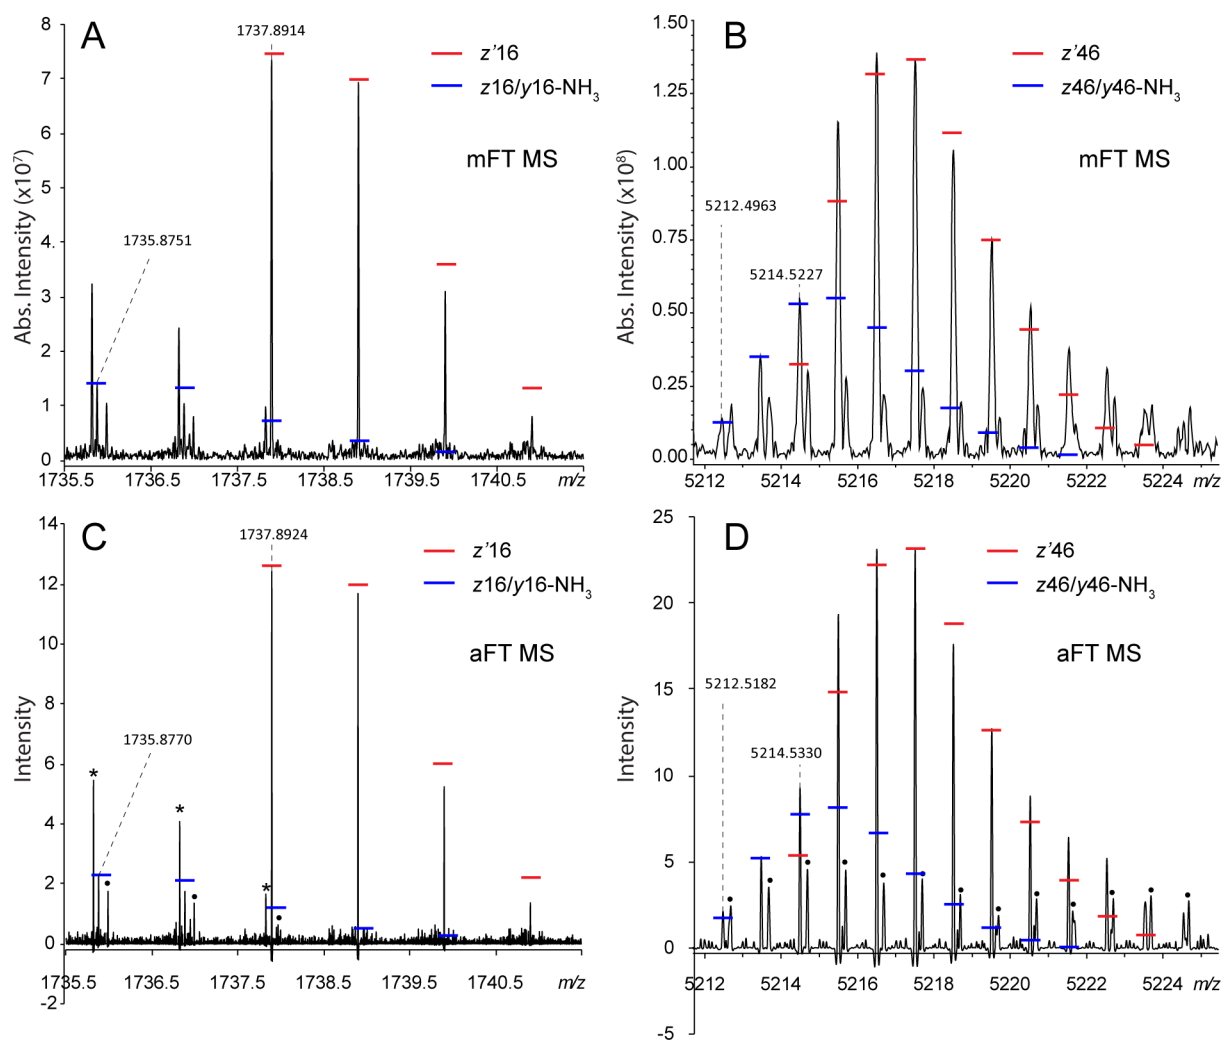 A
1737.8914
z'16
z16/y16-NH3
mFT MS
1735.8751
Abs. Intensity (x10^7)
8
7
6
5
4.
3
2
1
0
1735.5 1736.5 1737.5 1738.5 1739.5 1740.5 m/z
B
z'46
z46/y46-NH3
mFT MS
5212.4963
5214.5227
Abs. Intensity (x10^8)
1.50
1.25
1.00
0.75
0.50
0.25
0.00
5212 5214 5216 5218 5220 5222 5224 m/z
C
1737.8924
z'16
z16/y16-NH3
aFT MS
1735.8770
* * *
Intensity
14
12
10
8
6
4
2
0
-2
1735.5 1736.5 1737.5 1738.5 1739.5 1740.5 m/z
D
z'46
z46/y46-NH3
aFT MS
5212.5182
5214.5330
Intensity
25
20
15
10
5
0
-5
5212 5214 5216 5218 5220 5222 5224 m/z